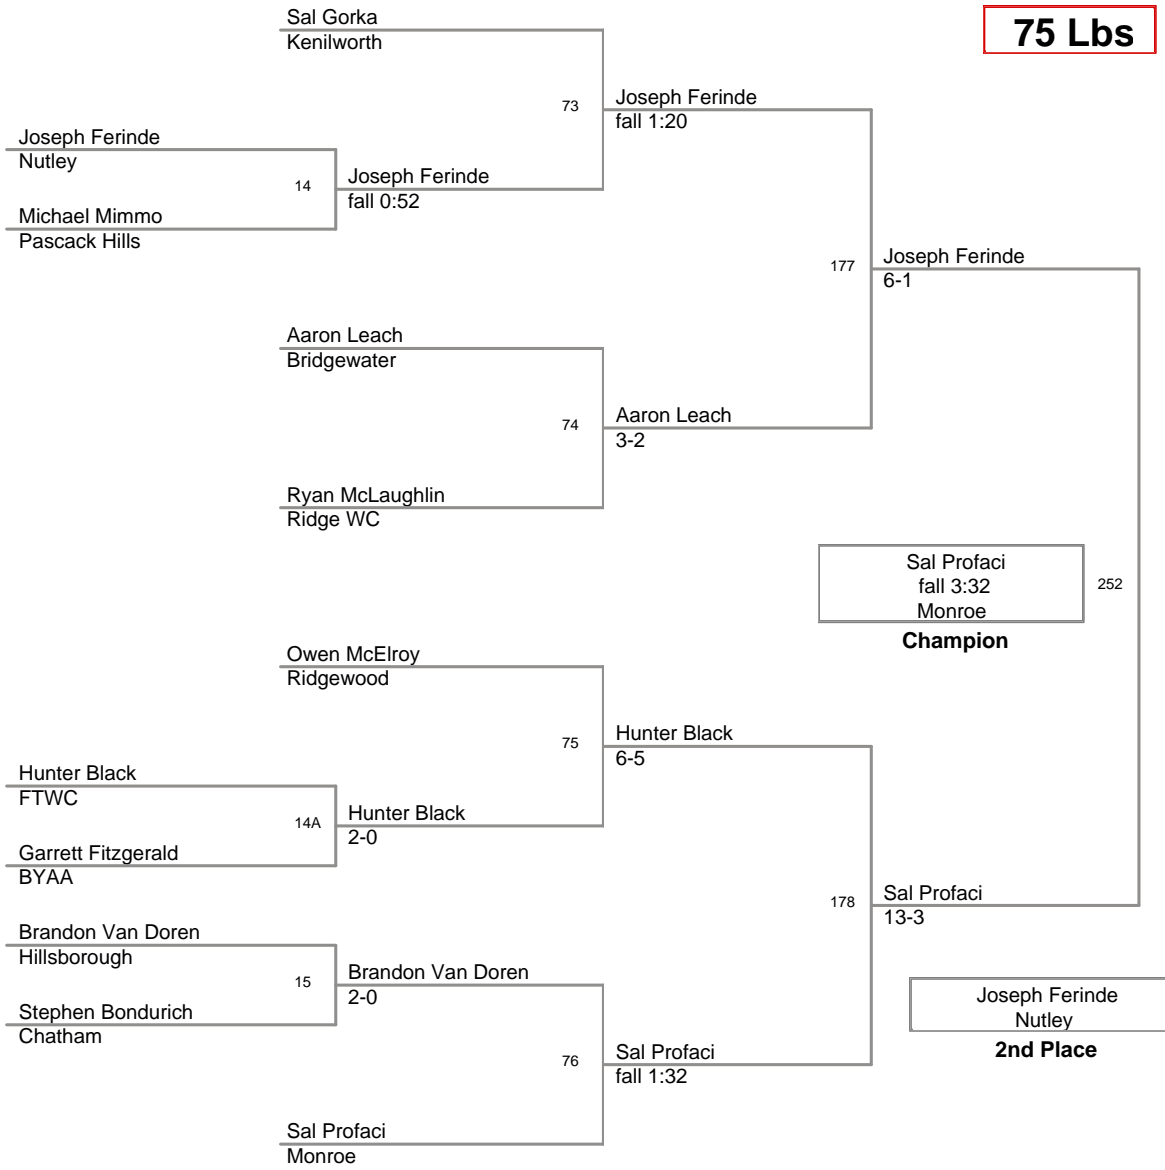 Sal Gorka
Kenilworth
75 Lbs
73
Joseph Ferinde
fall 1:20
Joseph Ferinde
Nutley
14
Joseph Ferinde
fall 0:52
Michael Mimmo
Pascack Hills
177
Joseph Ferinde
6-1
Aaron Leach
Bridgewater
74
Aaron Leach
3-2
Ryan McLaughlin
Ridge WC
Sal Profaci
fall 3:32
Monroe
252
Champion
Owen McElroy
Ridgewood
75
Hunter Black
6-5
Hunter Black
FTWC
14A
Hunter Black
2-0
Garrett Fitzgerald
BYAA
178
Sal Profaci
13-3
Brandon Van Doren
Hillsborough
15
Brandon Van Doren
2-0
Stephen Bondurich
Chatham
Joseph Ferinde
Nutley
2nd Place
76
Sal Profaci
fall 1:32
Sal Profaci
Monroe